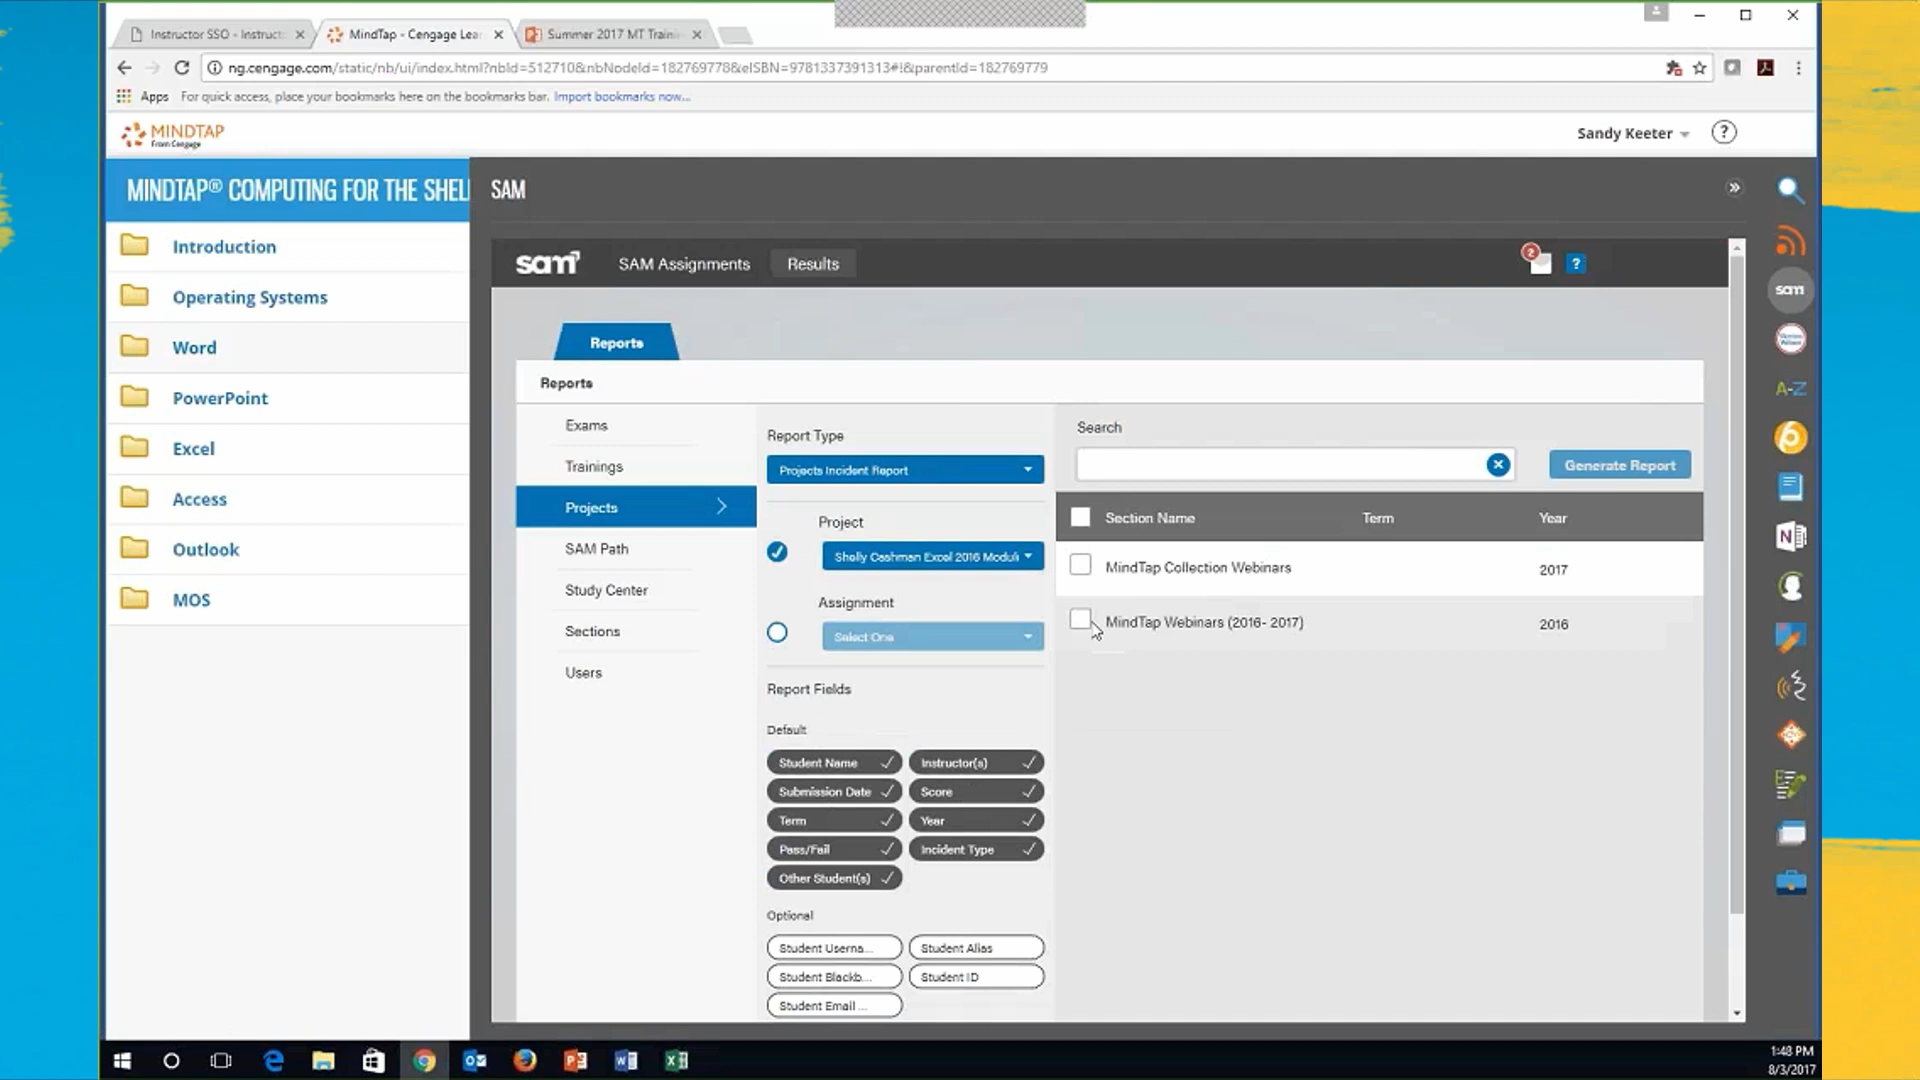 Instructor SSO - Instruct
MindTap - Cengage Lea
Summer 2017 MT Traini
ng.cengage.com/static/nb/ui/index.html?nbId=512710&nbNodeId=182769778&eISBN=9781337391313#!&parentId=182769779
Apps For quick access, place your bookmarks here on the bookmarks bar. Import bookmarks now...
MINDTAP
From Cengage
Sandy Keeter
?
MINDTAP® COMPUTING FOR THE SHEL
SAM
Introduction
Operating Systems
Word
PowerPoint
Excel
Access
Outlook
MOS
sam
SAM Assignments
Results
2
?
Reports
Reports
Exams
Trainings
Projects
SAM Path
Study Center
Sections
Users
Report Type
Projects Incident Report
Project
Shelly Cashman Excel 2016 Modul
Assignment
Select One
Report Fields
Default
Student Name
Instructor(s)
Submission Date
Score
Term
Year
Pass/Fail
Incident Type
Other Student(s)
Optional
Student Userna...
Student Alias
Student Blackb...
Student ID
Student Email ...
Search
Generate Report
Section Name Term Year
MindTap Collection Webinars 2017
MindTap Webinars (2016- 2017) 2016
sam
A-Z
N
1:48 PM
8/3/2017